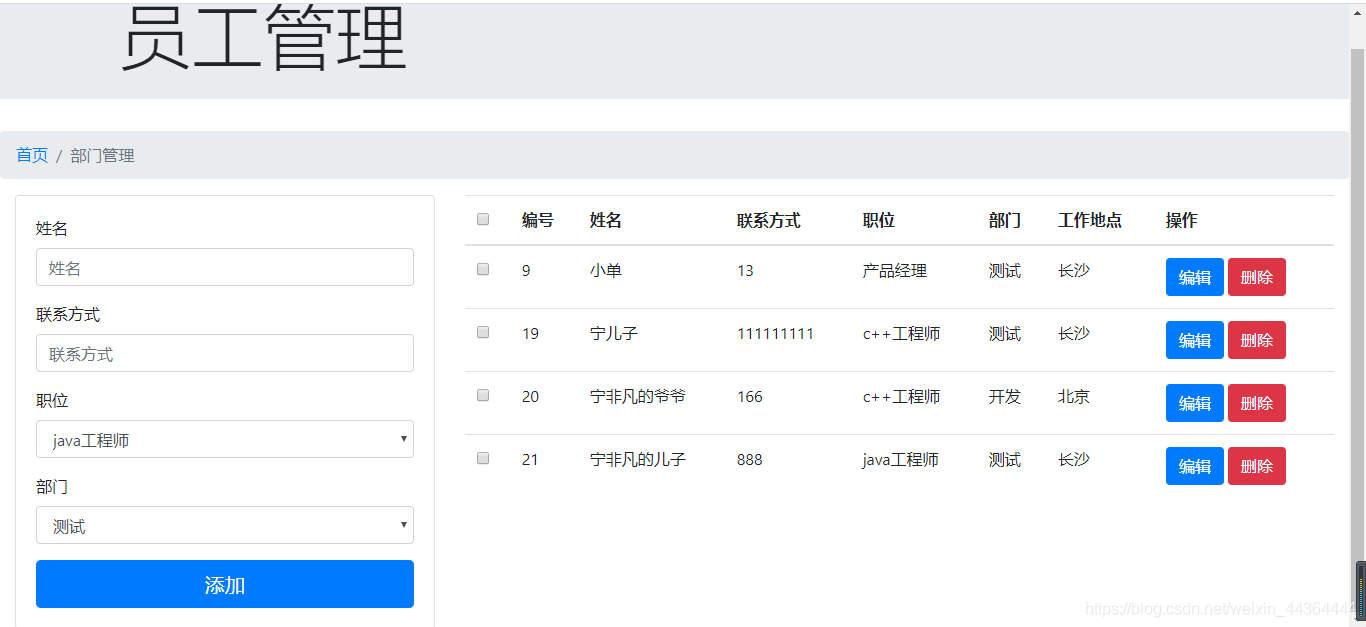 员工管理
首页 / 部门管理
姓名
姓名
联系方式
联系方式
职位
java工程师
部门
测试
添加
编号 姓名 联系方式 职位 部门 工作地点 操作
9 小单 13 产品经理 测试 长沙 编辑 删除
19 宁儿子 111111111 c++工程师 测试 长沙 编辑 删除
20 宁非凡的爷爷 166 c++工程师 开发 北京 编辑 删除
21 宁非凡的儿子 888 java工程师 测试 长沙 编辑 删除
https://blog.csdn.net/weixin_44364444